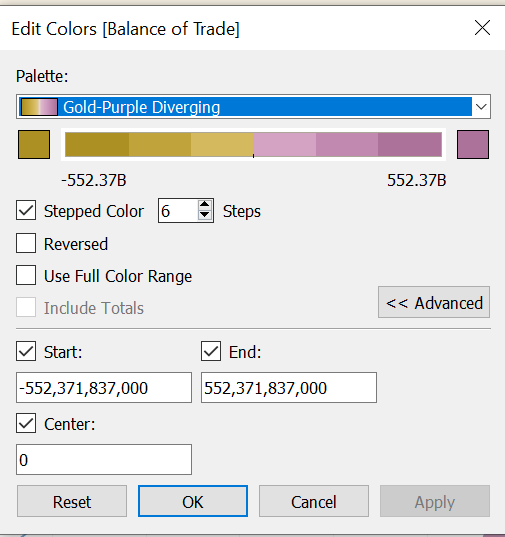 Edit Colors [Balance of Trade]
Palette:
Gold-Purple Diverging
-552.37B 552.37B
Stepped Color 6 Steps
Reversed
Use Full Color Range
Include Totals
<< Advanced
Start: End:
-552,371,837,000 552,371,837,000
Center:
0
Reset OK Cancel Apply